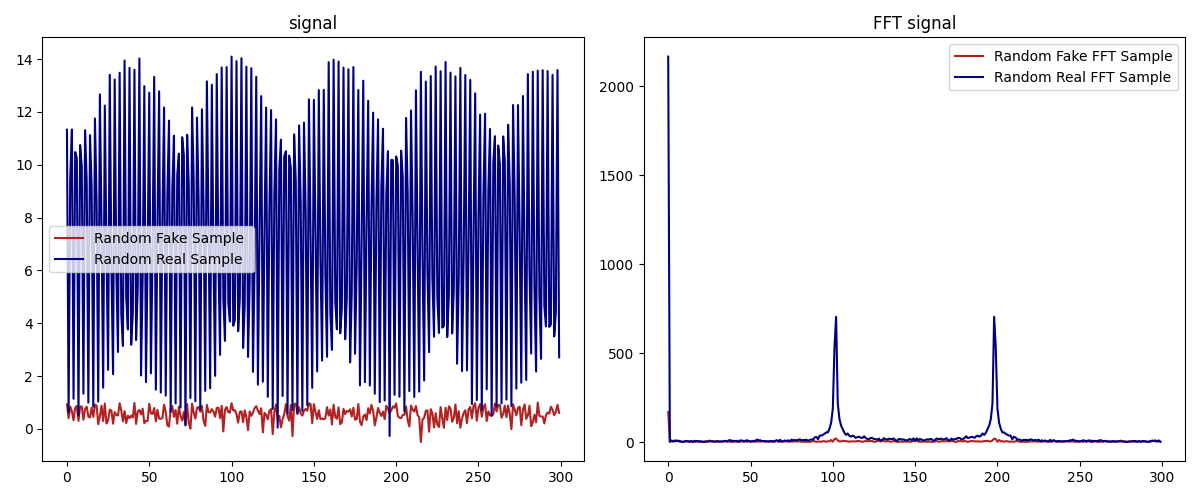 signal
14
12
10
8
6
4
2
0
Random Fake Sample
Random Real Sample
0 50 100 150 200 250 300
FFT signal
Random Fake FFT Sample
Random Real FFT Sample
2000
1500
1000
500
0
0 50 100 150 200 250 300